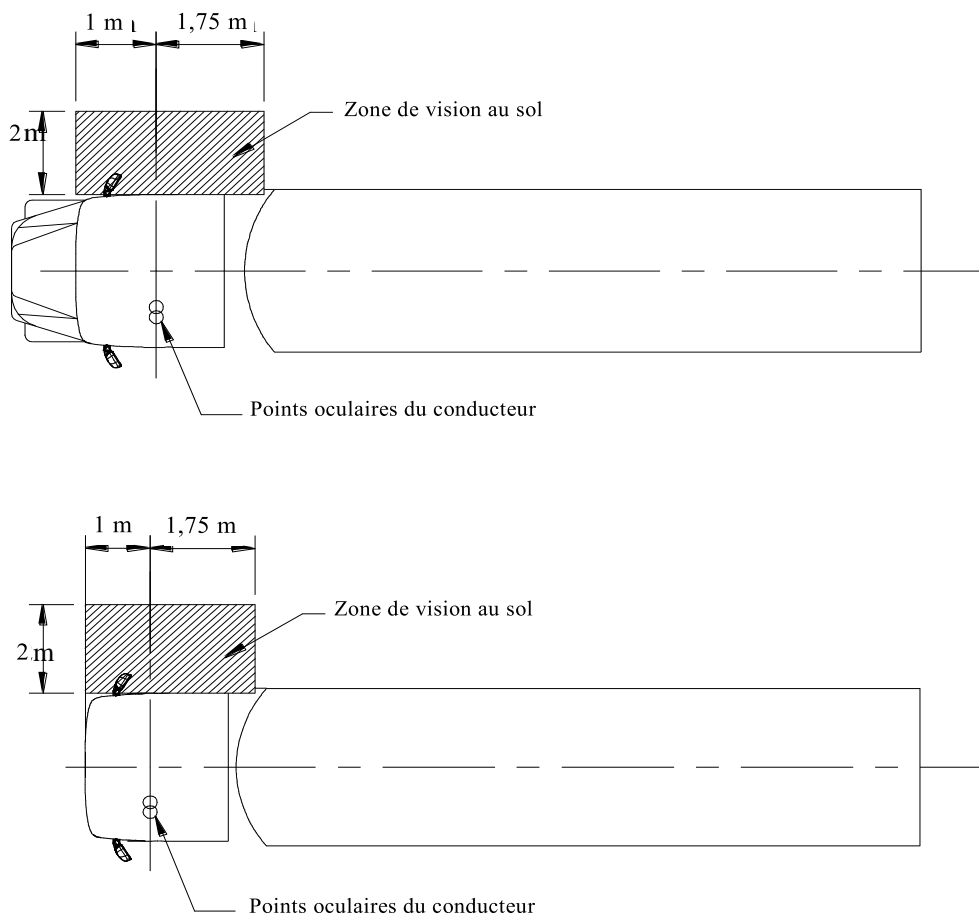 1 m 1,75 m
Zone de vision au sol
2m
Points oculaires du conducteur
1 m 1,75 m
Zone de vision au sol
2m
Points oculaires du conducteur